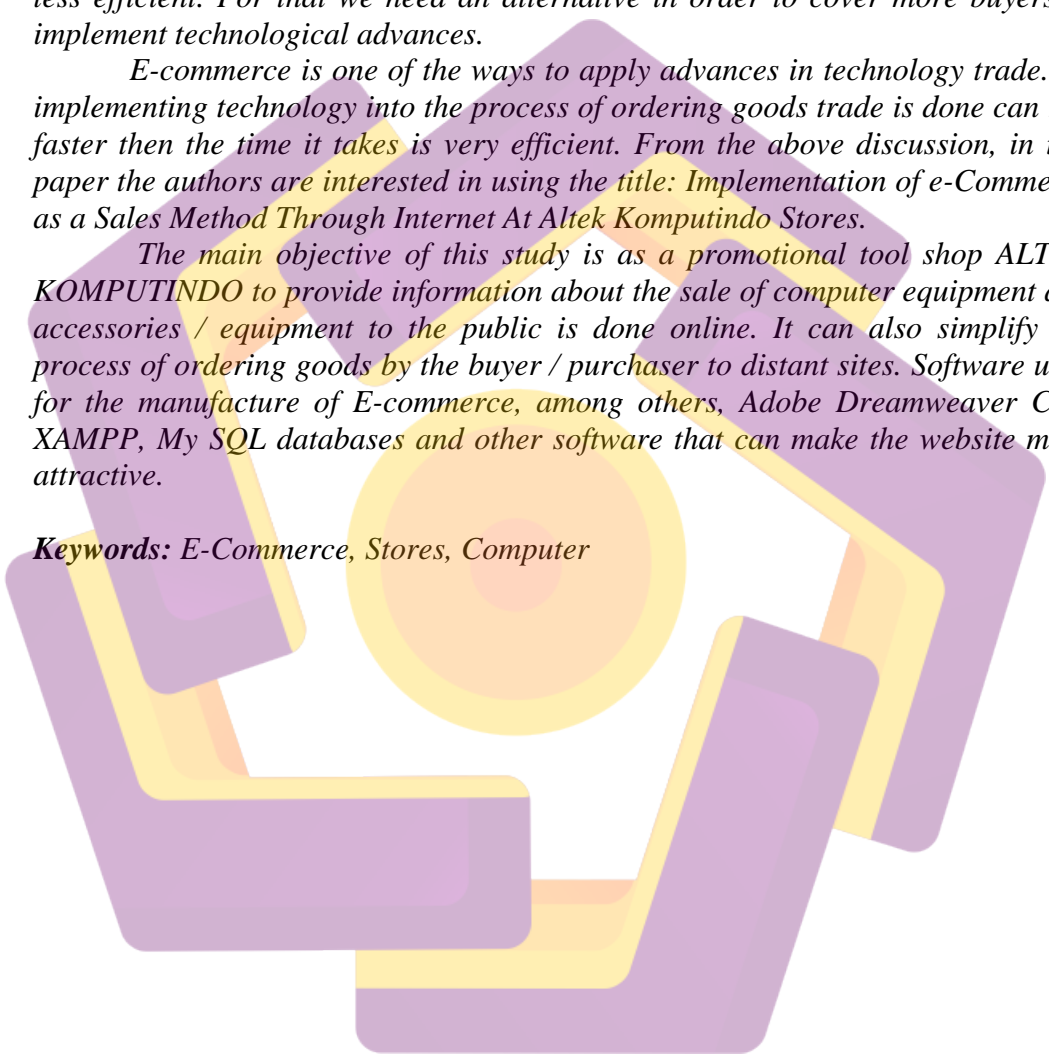 less efficient. For that we need an alternative in order to cover more buyers
implement technological advances.
E-commerce is one of the ways to apply advances in technology trade.
implementing technology into the process of ordering goods trade is done can
faster then the time it takes is very efficient. From the above discussion, in
paper the authors are interested in using the title: Implementation of e-Comme
as a Sales Method Through Internet At Altek Komputindo Stores.
The main objective of this study is as a promotional tool shop ALT
KOMPUTINDO to provide information about the sale of computer equipment
accessories / equipment to the public is done online. It can also simplify
process of ordering goods by the buyer / purchaser to distant sites. Software u
for the manufacture of E-commerce, among others, Adobe Dreamweaver C
XAMPP, My SQL databases and other software that can make the website m
attractive.
Keywords: E-Commerce, Stores, Computer